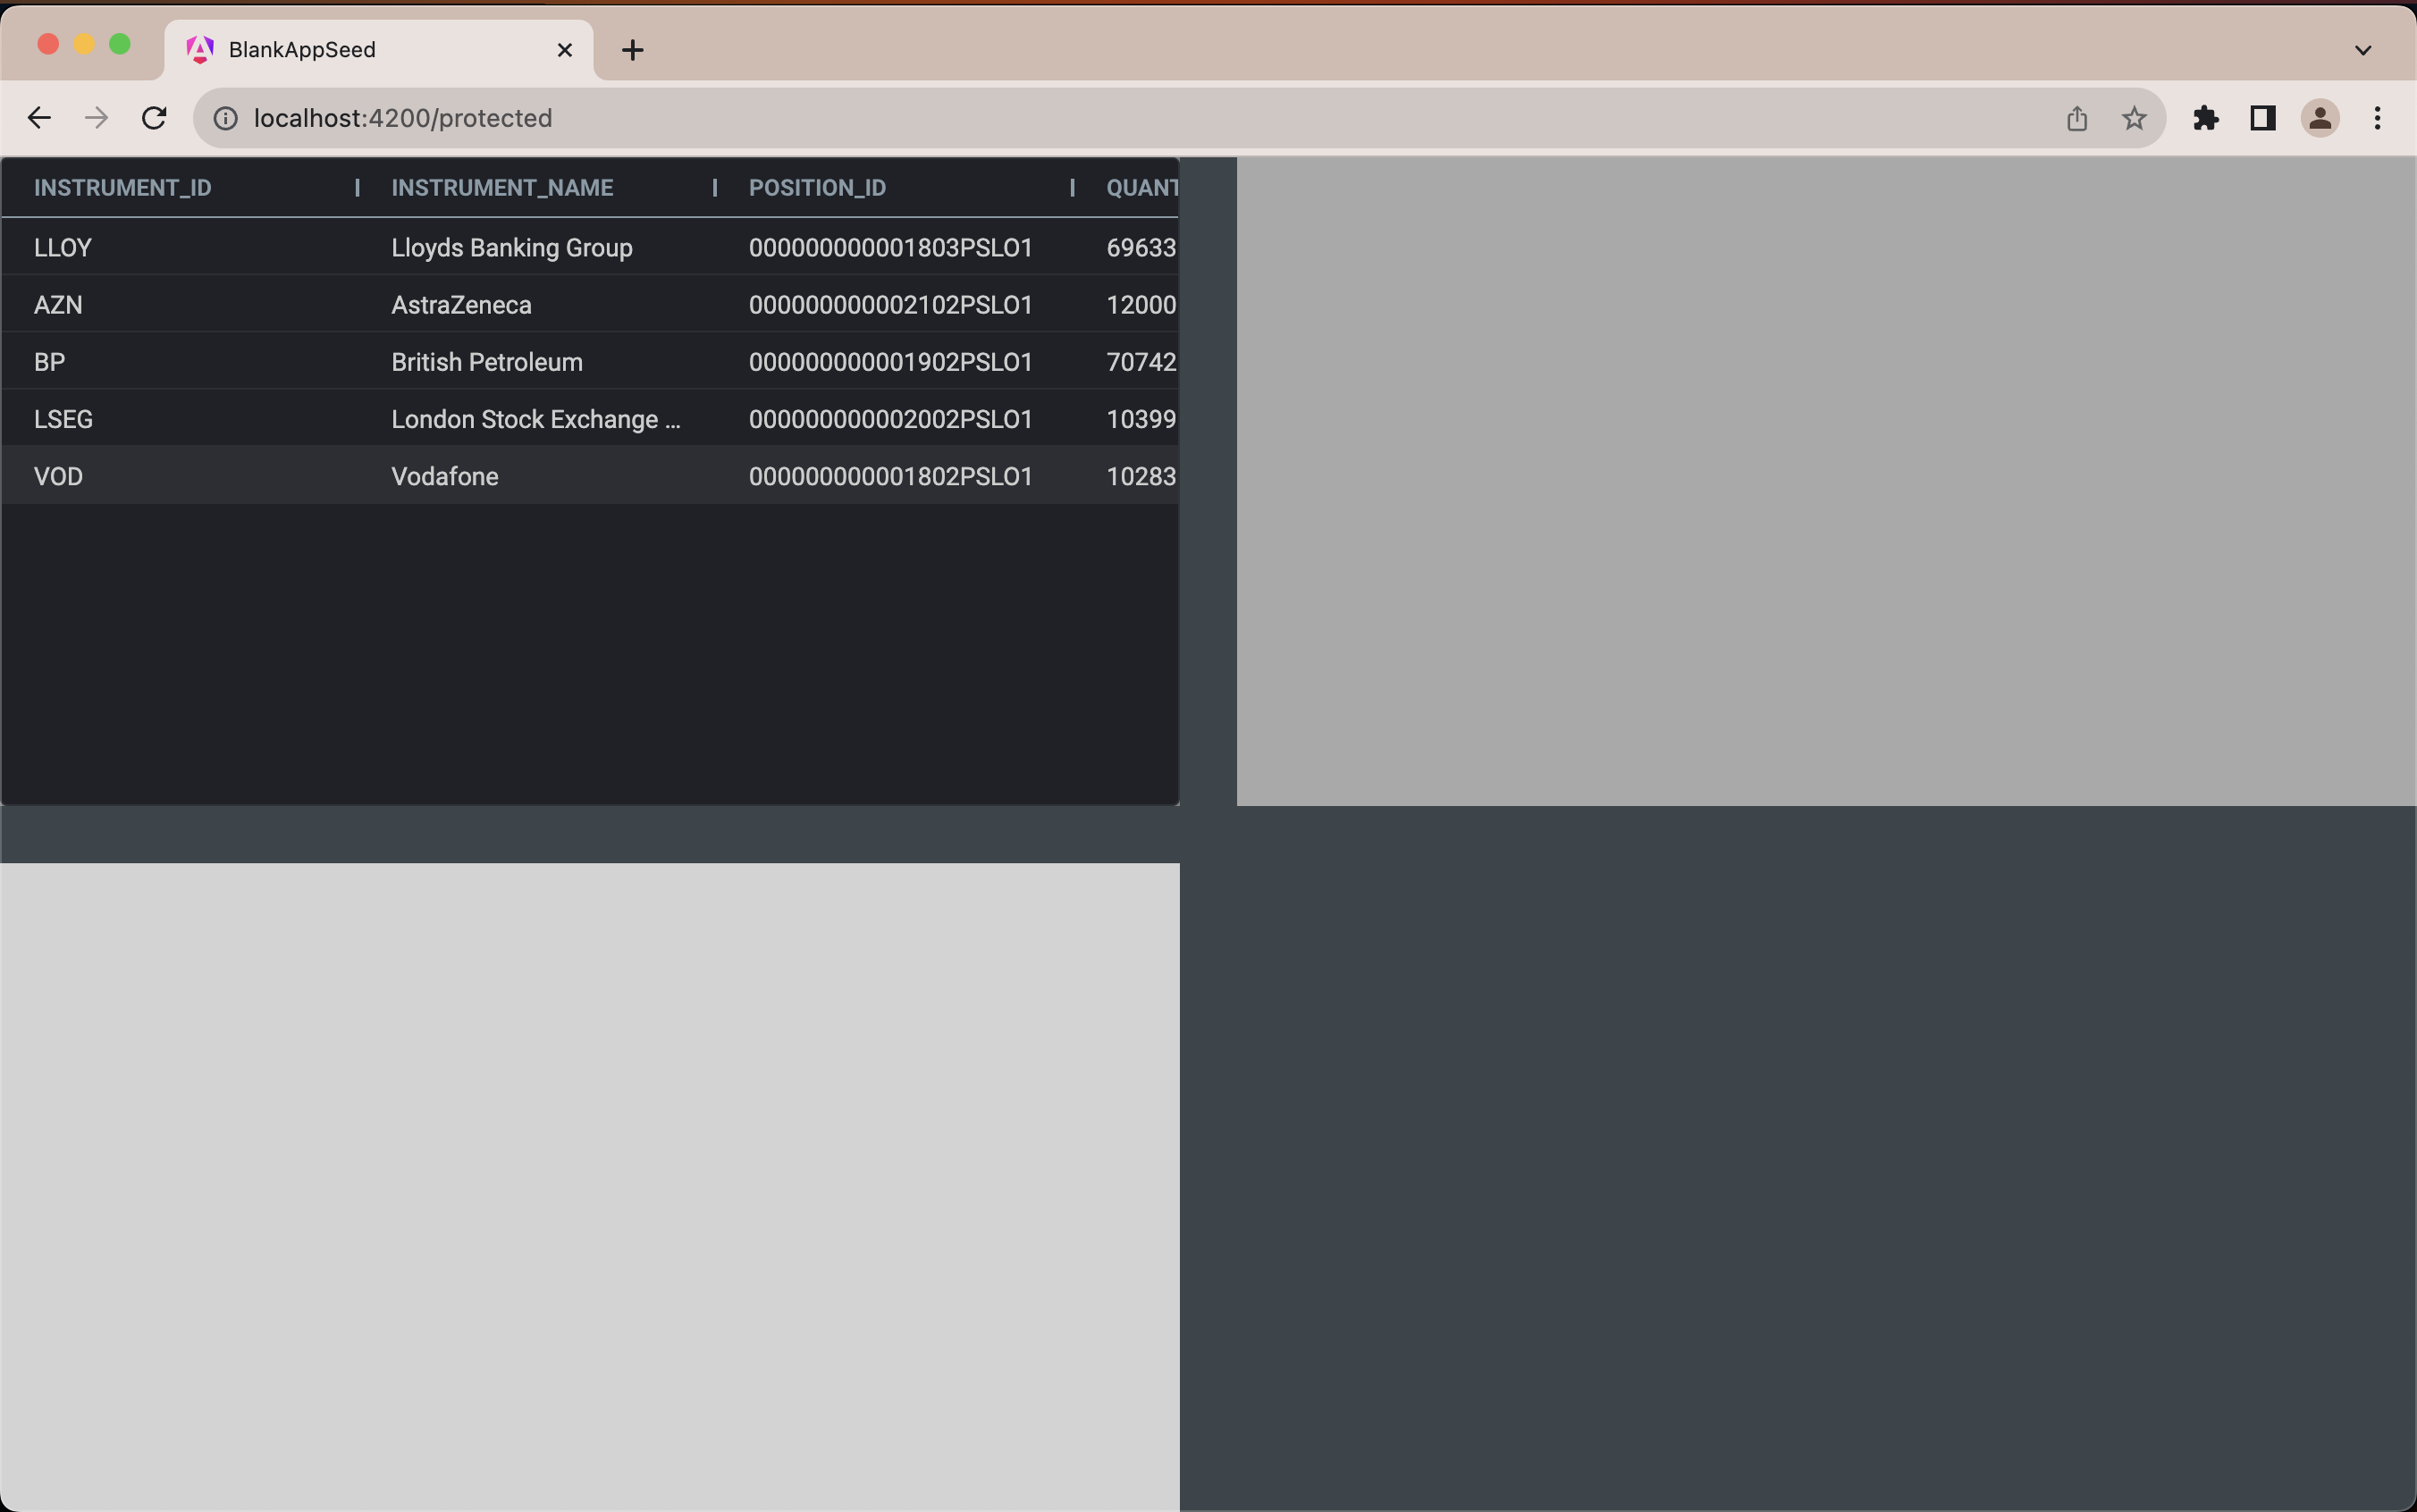 BlankAppSeed
localhost:4200/protected
INSTRUMENT_ID INSTRUMENT_NAME POSITION_ID QUANT
LLOY Lloyds Banking Group 000000000001803PSLO1 69633
AZN AstraZeneca 000000000002102PSLO1 12000
BP British Petroleum 000000000001902PSLO1 70742
LSEG London Stock Exchange ... 000000000002002PSLO1 10399
VOD Vodafone 000000000001802PSLO1 10283